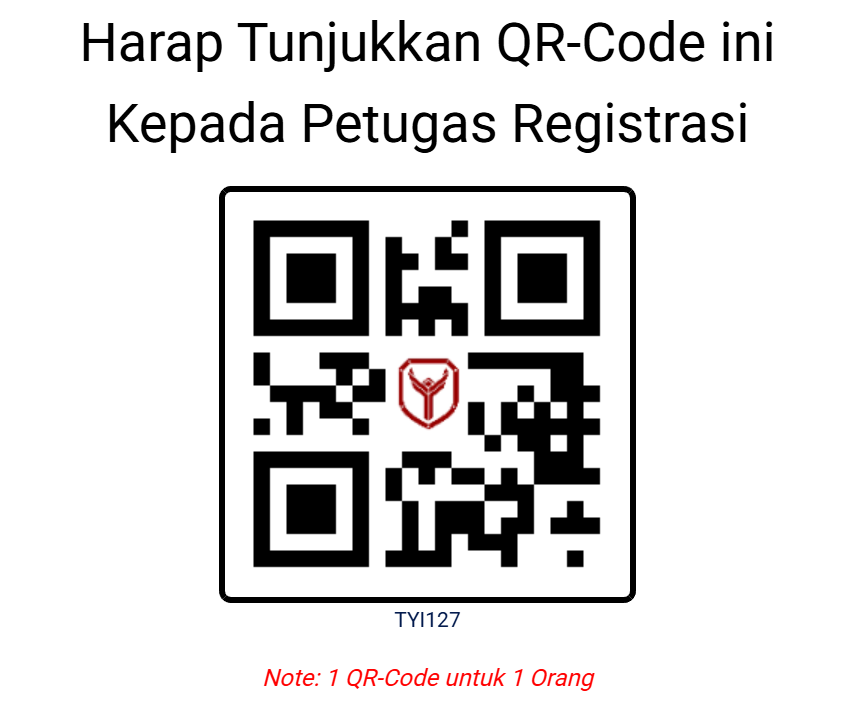 Harap Tunjukkan QR-Code ini
Kepada Petugas Registrasi
TYI127
Note: 1 QR-Code untuk 1 Orang